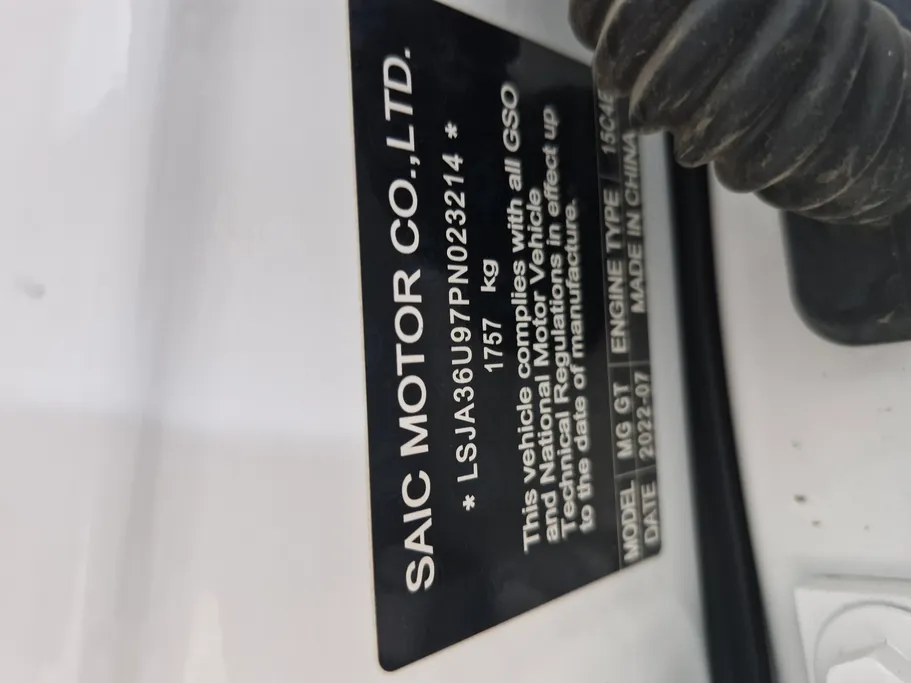 SAIC MOTOR CO.,LTD.
* LSJA36U97PN023214 *
1757 kg
This vehicle complies with all GSO
and National Motor Vehicle
Technical Regulations in effect up
to the date of manufacture.
MODEL MG GT ENGINE TYPE
DATE 2022-07 MADE IN CHINA